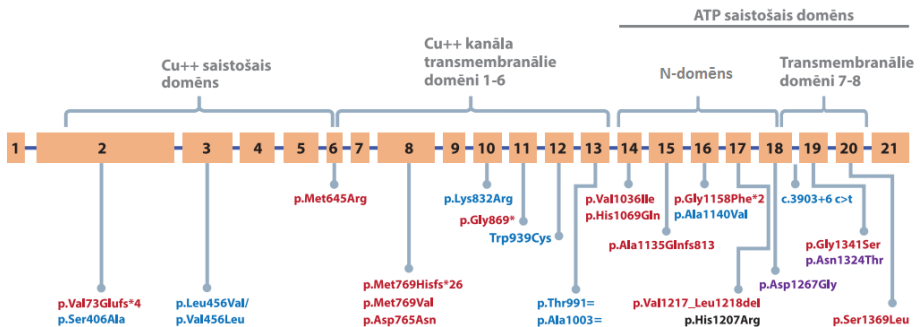 ATP saistošais domēns
Cu++ saistošais
domēns
Cu++ kanāla
transmembranālie
domēni 1-6
N-domēns
Transmembranālie
domēni 7-8
1 2 3 4 5 6 7 8 9 10 11 12 13 14 15 16 17 18 19 20 21
p.Met645Arg
p.Lys832Arg
p.Gly869*
Trp939Cys
p.Val1036Ile
p.His1069Gln
p.Gly1158Phe*2
p.Ala1140Val
c.3903+6 c>t
p.Ala1135Glnfs813
p.Gly1341Ser
p.Asn1324Thr
p.Met769Hisfs*26
p.Met769Val
p.Asp765Asn
p.Asp1267Gly
p.Val73Glufs*4
p.Ser406Ala
p.Leu456Val/
p.Val456Leu
p.Thr991=
p.Ala1003=
p.Val1217_Leu1218del
p.His1207Arg
p.Ser1369Leu